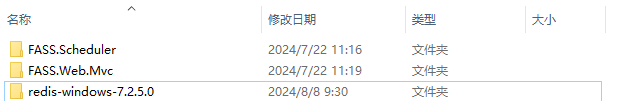 名称 修改日期 类型 大小
FASS.Scheduler 2024/7/22 11:16 文件夹
FASS.Web.Mvc 2024/7/22 11:19 文件夹
redis-windows-7.2.5.0 2024/8/8 9:30 文件夹